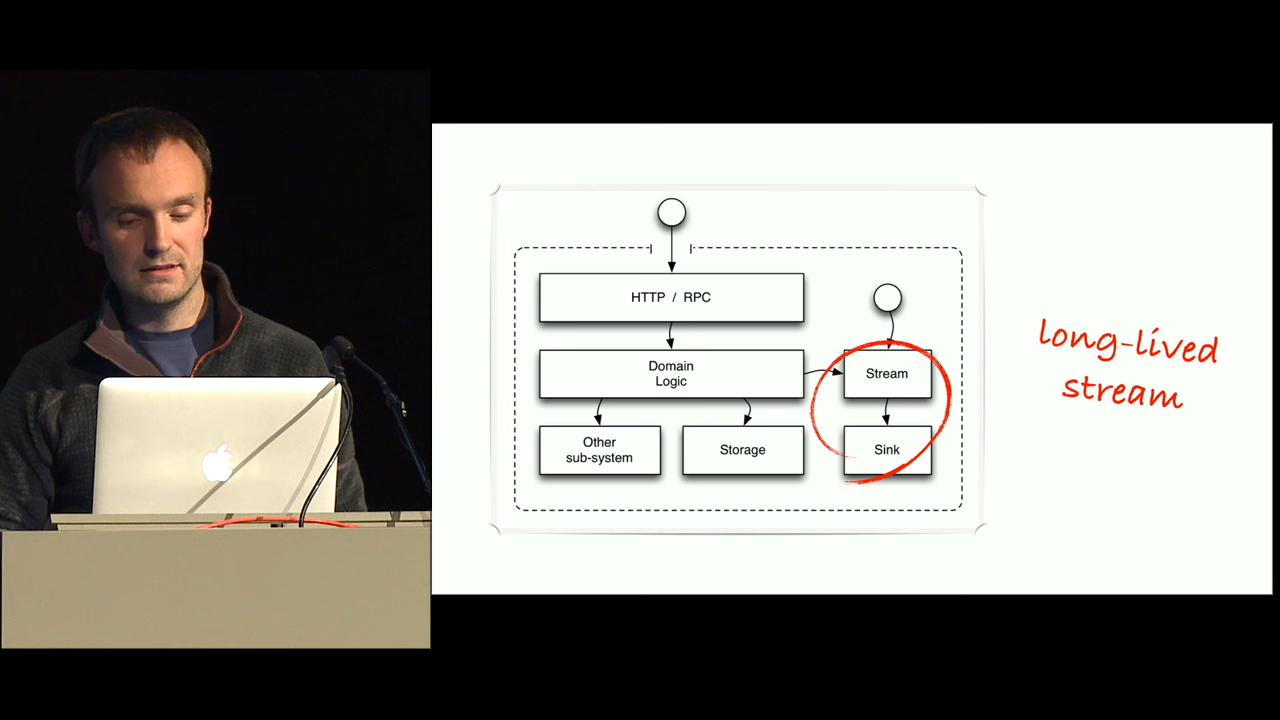 HTTP / RPC
Domain
Logic
Stream
Other
sub-system
Storage
Sink
long-lived
stream